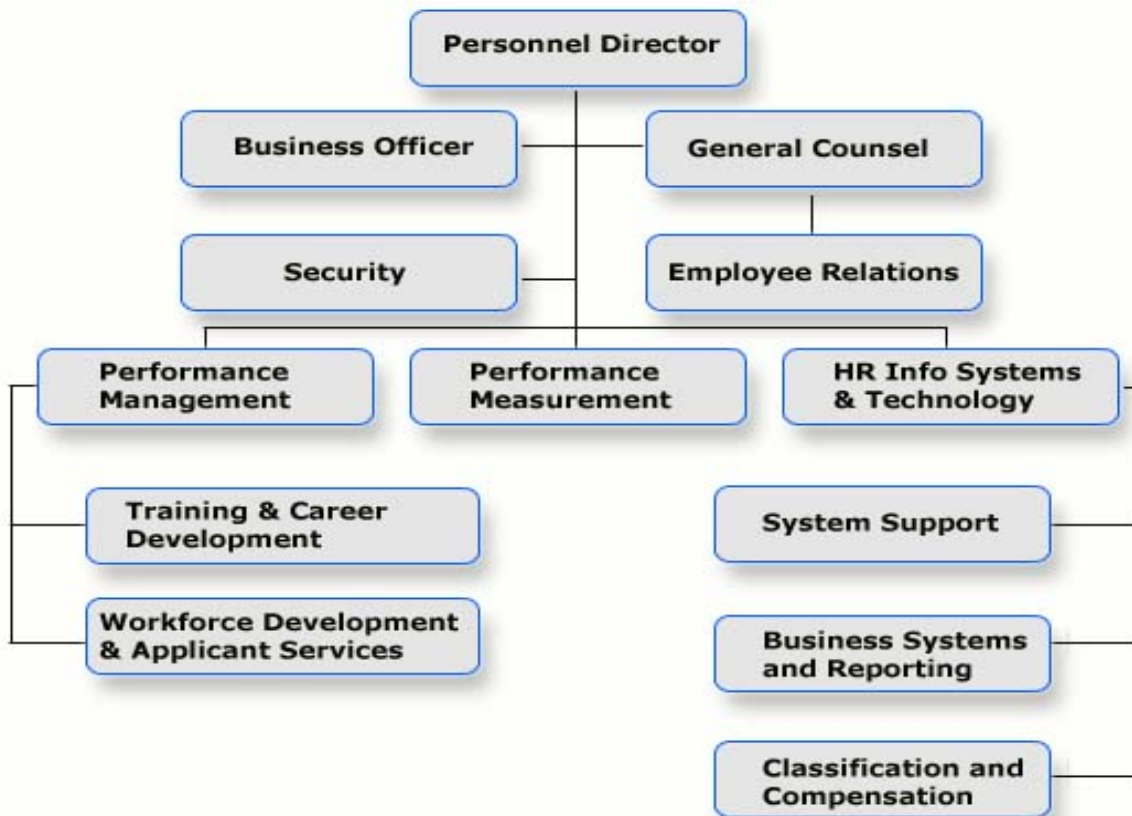 Personnel Director
Business Officer
General Counsel
Security
Employee Relations
Performance
Management
Performance
Measurement
HR Info Systems
& Technology
Training & Career
Development
System Support
Workforce Development
& Applicant Services
Business Systems
and Reporting
Classification and
Compensation